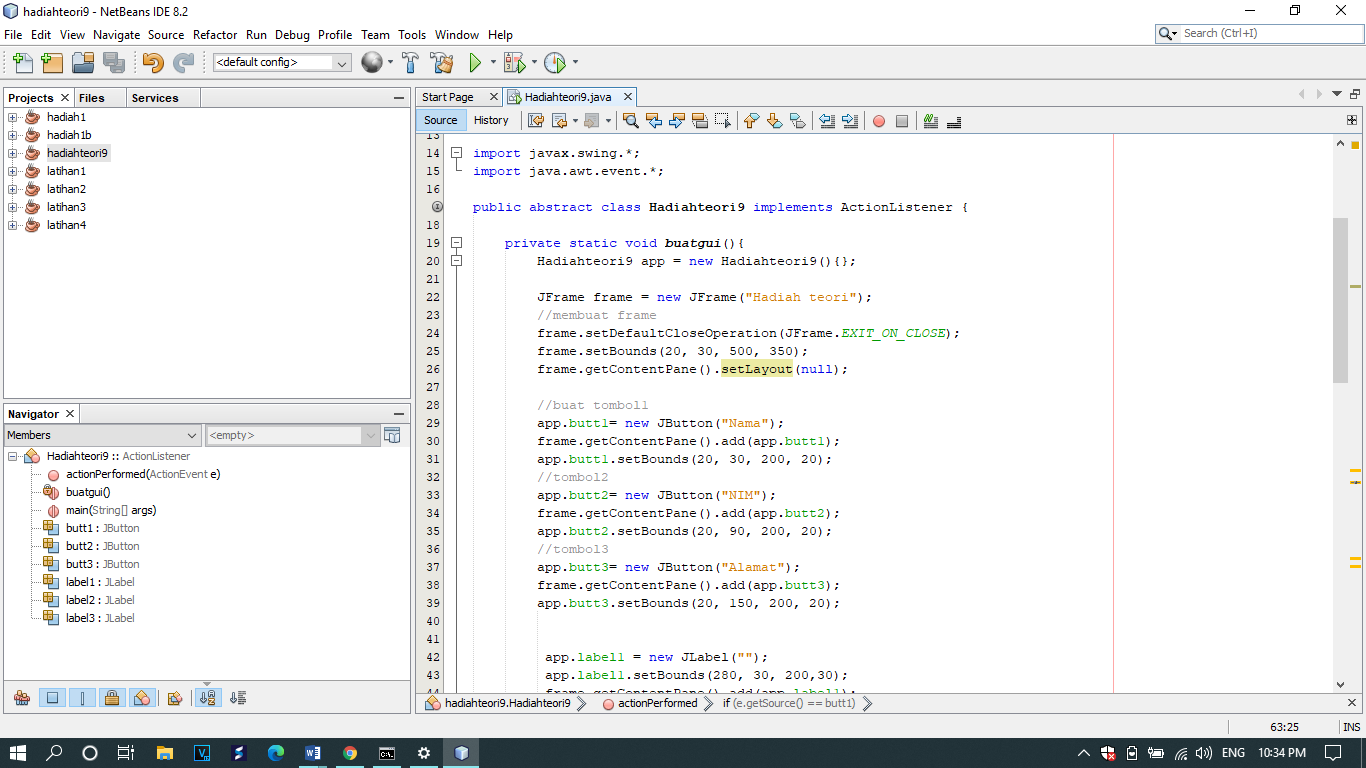 hadiahteori9 - NetBeans IDE 8.2
File Edit View Navigate Source Refactor Run Debug Profile Team Tools Window Help
Search (Ctrl+I)
<default config>
Projects Files Services
hadiah1
hadiah1b
hadiahteori9
latihan1
latihan2
latihan3
latihan4
Navigator
Members <empty>
Hadiahteori9 :: ActionListener
actionPerformed(ActionEvent e)
buatgui()
main(String[] args)
butt1 : JButton
butt2 : JButton
butt3 : JButton
label1 : JLabel
label2 : JLabel
label3 : JLabel
Start Page Hadiahteori9.java
Source History
13
14 import javax.swing.*;
15 import java.awt.event.*;
16
public abstract class Hadiahteori9 implements ActionListener {
18
19 private static void buatgui(){
20 Hadiahteori9 app = new Hadiahteori9(){};
21
22 JFrame frame = new JFrame("Hadiah teori");
23 //membuat frame
24 frame.setDefaultCloseOperation(JFrame.EXIT_ON_CLOSE);
25 frame.setBounds(20, 30, 500, 350);
26 frame.getContentPane().setLayout(null);
27
28 //buat tombol1
29 app.butt1= new JButton("Nama");
30 frame.getContentPane().add(app.butt1);
31 app.butt1.setBounds(20, 30, 200, 20);
32 //tombol2
33 app.butt2= new JButton("NIM");
34 frame.getContentPane().add(app.butt2);
35 app.butt2.setBounds(20, 90, 200, 20);
36 //tombol3
37 app.butt3= new JButton("Alamat");
38 frame.getContentPane().add(app.butt3);
39 app.butt3.setBounds(20, 150, 200, 20);
40
41
42 app.label1 = new JLabel("");
43 app.label1.setBounds(280, 30, 200,30);
44 frame.getContentPane().add(app.label1);
hadiahteori9.Hadiahteori9 actionPerformed if (e.getSource() == butt1)
63:25 INS
ENG 10:34 PM